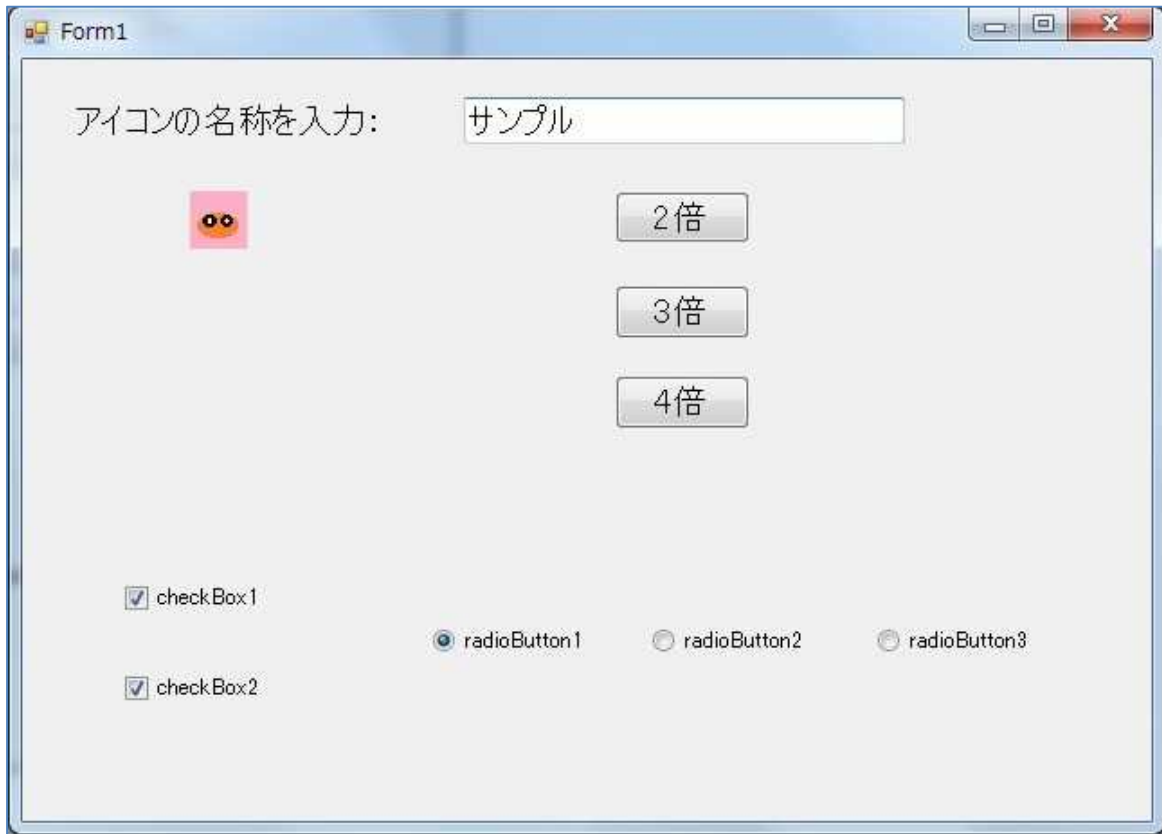 Form1
アイコンの名称を入力：
サンプル
２倍
３倍
４倍
checkBox1
radioButton1
radioButton2
radioButton3
checkBox2